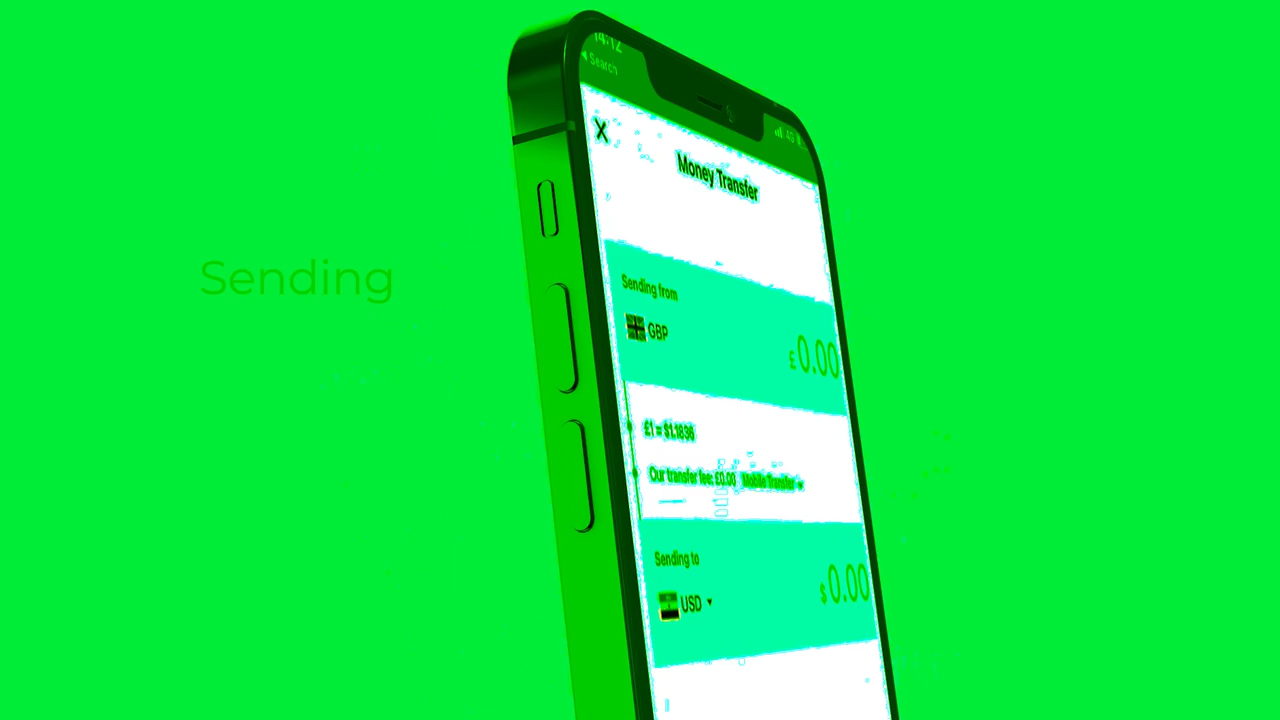 Sending
14:12
Search
4G
X
Money Transfer
Sending from
GBP
£0.00
£1 = $1.1836
Our transfer fee: £0.00 Mobile Transfer
Sending to
USD
$0.00